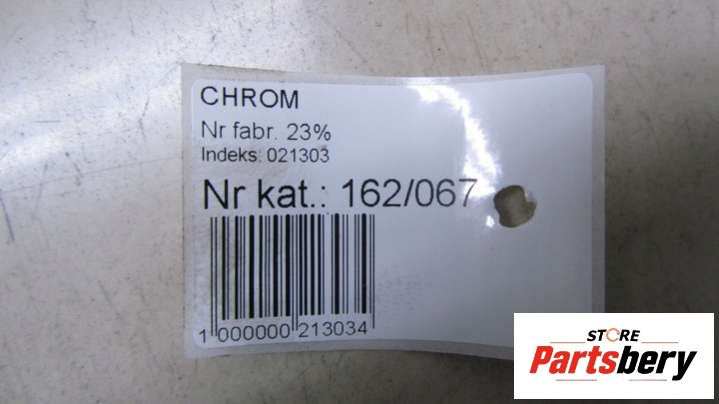 CHROM
Nr fabr. 23%
Indeks: 021303
Nr kat.: 162/067
1 000000 213034
STORE
Partsbery